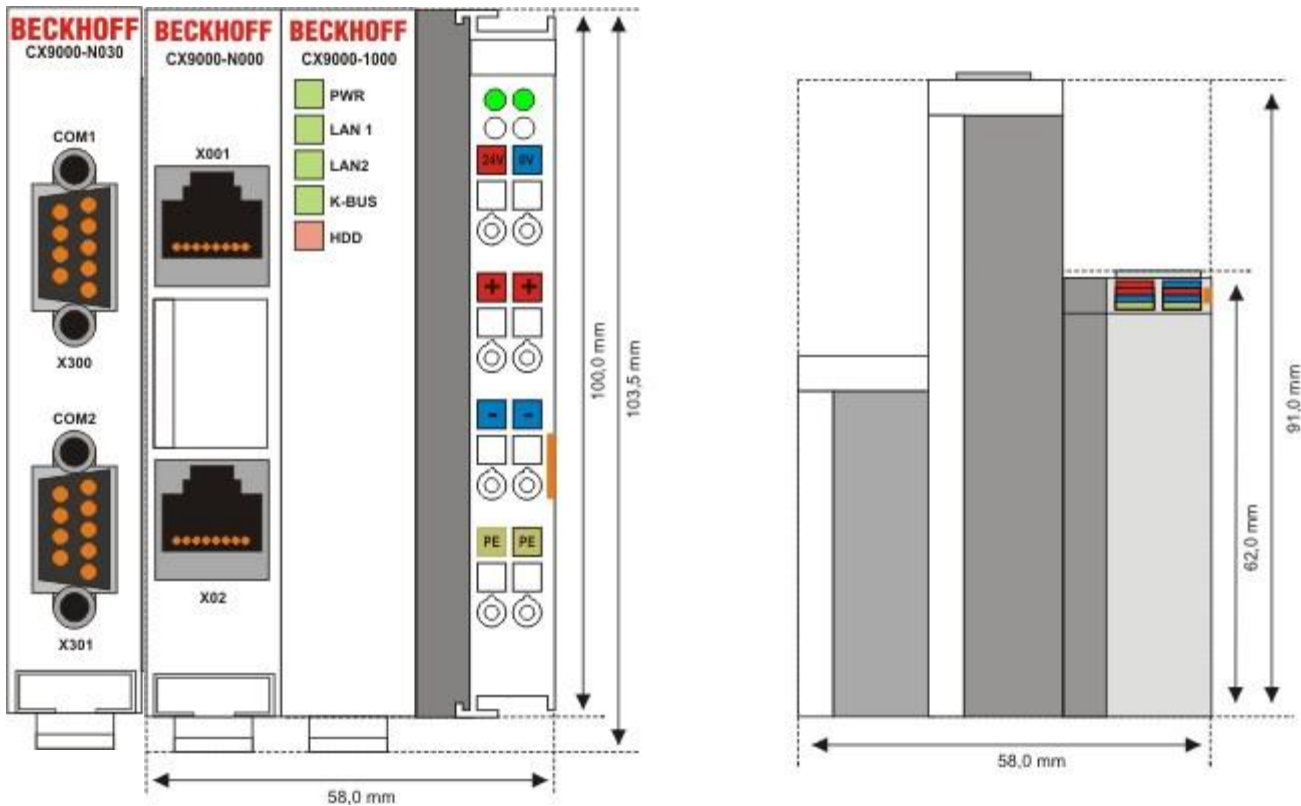 BECKHOFF
CX9000-N030
COM1
X300
COM2
X301
BECKHOFF
CX9000-N000
X001
X02
BECKHOFF
CX9000-1000
PWR
LAN 1
LAN2
K-BUS
HDD
24V 0V
+ +
- -
PE PE
100,0 mm
103,5 mm
58,0 mm
91,0 mm
62,0 mm
58,0 mm